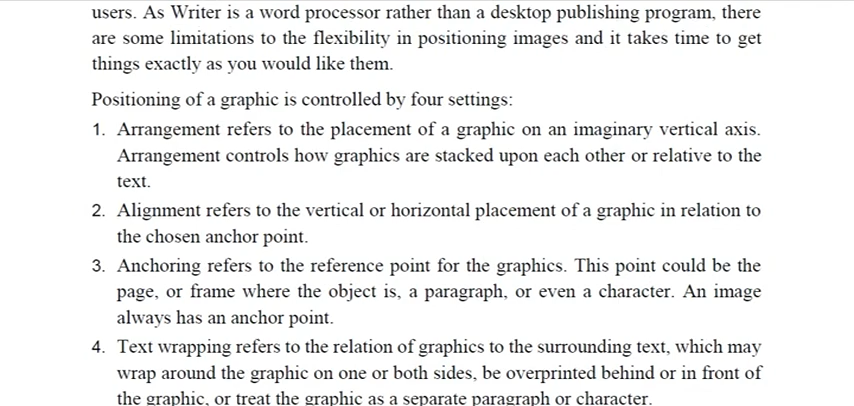 users. As Writer is a word processor rather than a desktop publishing program, there
are some limitations to the flexibility in positioning images and it takes time to get
things exactly as you would like them.
Positioning of a graphic is controlled by four settings:
1. Arrangement refers to the placement of a graphic on an imaginary vertical axis.
Arrangement controls how graphics are stacked upon each other or relative to the
text.
2. Alignment refers to the vertical or horizontal placement of a graphic in relation to
the chosen anchor point.
3. Anchoring refers to the reference point for the graphics. This point could be the
page, or frame where the object is, a paragraph, or even a character. An image
always has an anchor point.
4. Text wrapping refers to the relation of graphics to the surrounding text, which may
wrap around the graphic on one or both sides, be overprinted behind or in front of
the graphic, or treat the graphic as a separate paragraph or character.